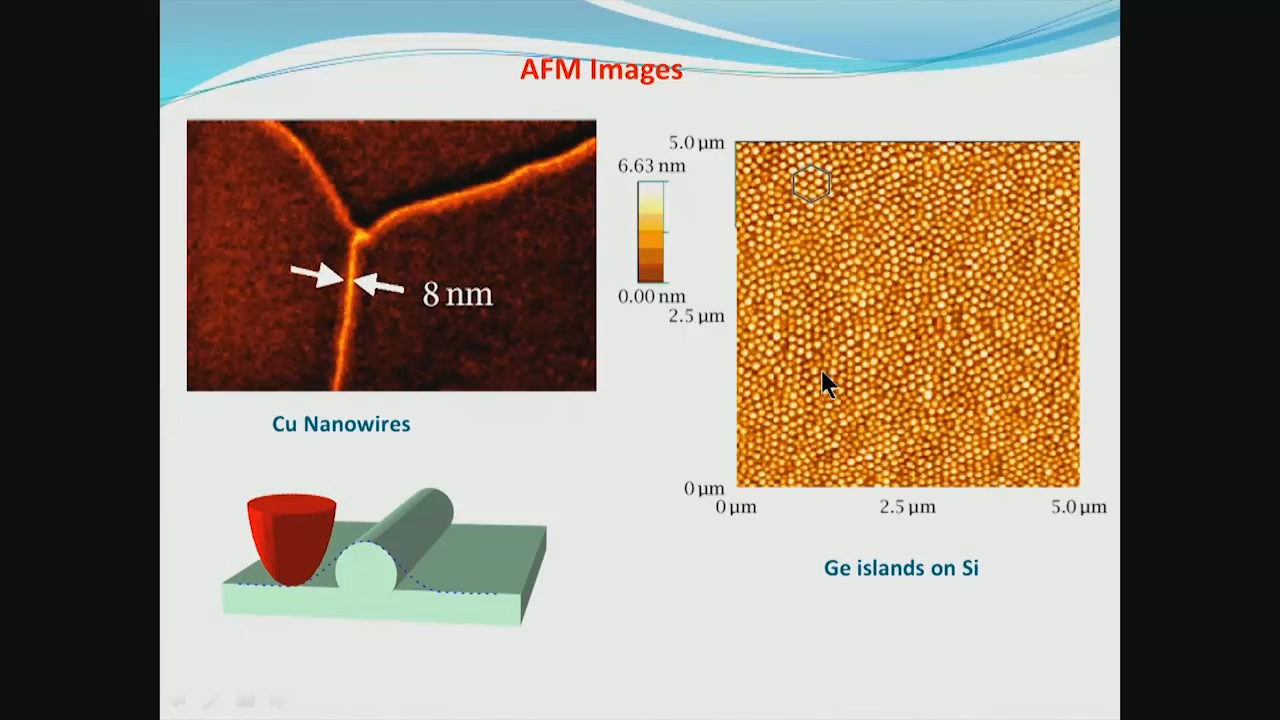 AFM Images
8 nm
Cu Nanowires
5.0 µm
6.63 nm
0.00 nm
2.5 µm
0 µm
0 µm
2.5 µm
5.0 µm
Ge islands on Si